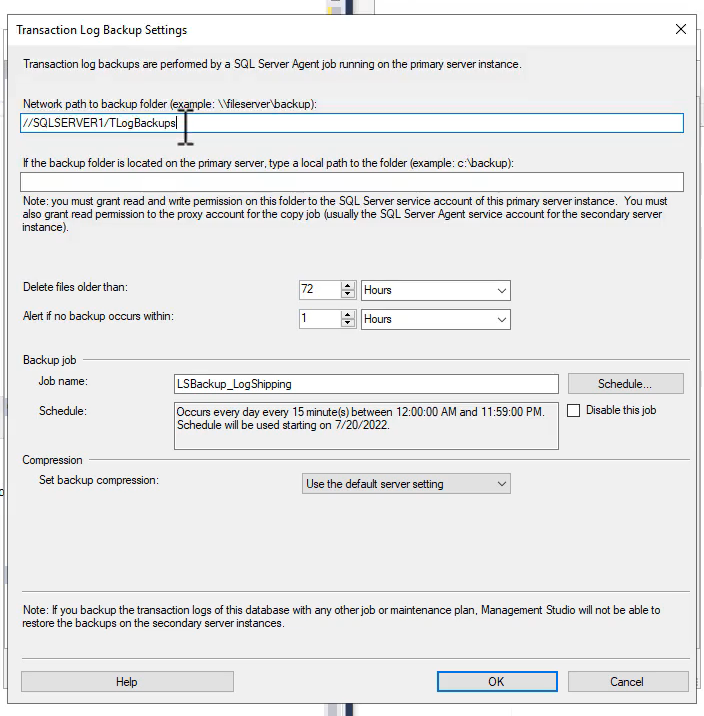 Transaction Log Backup Settings
Transaction log backups are performed by a SQL Server Agent job running on the primary server instance.
Network path to backup folder (example: \\fileserver\backup):
//SQLSERVER1/TLogBackups
If the backup folder is located on the primary server, type a local path to the folder (example: c:\backup):
Note: you must grant read and write permission on this folder to the SQL Server service account of this primary server instance.  You must
also grant read permission to the proxy account for the copy job (usually the SQL Server Agent service account for the secondary server
instance).
Delete files older than:
72
Hours
Alert if no backup occurs within:
1
Hours
Backup job
Job name:
LSBackup_LogShipping
Schedule...
Schedule:
Occurs every day every 15 minute(s) between 12:00:00 AM and 11:59:00 PM.
Schedule will be used starting on 7/20/2022.
Disable this job
Compression
Set backup compression:
Use the default server setting
Note: If you backup the transaction logs of this database with any other job or maintenance plan, Management Studio will not be able to
restore the backups on the secondary server instances.
Help
OK
Cancel